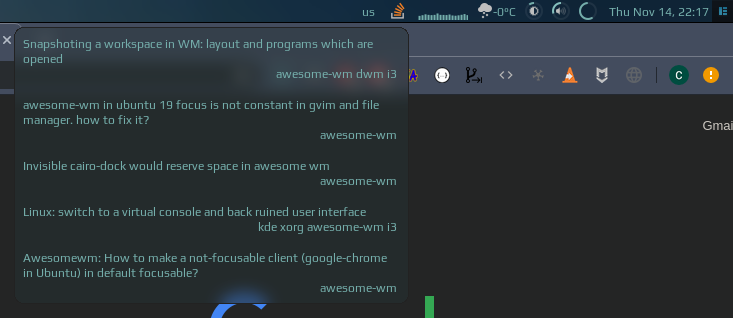 us
-0°C
Thu Nov 14, 22:17
Snapshoting a workspace in WM: layout and programs which are
opened
awesome-wm dwm i3
awesome-wm in ubuntu 19 focus is not constant in gvim and file
manager. how to fix it?
awesome-wm
Invisible cairo-dock would reserve space in awesome wm
awesome-wm
Linux: switch to a virtual console and back ruined user interface
kde xorg awesome-wm i3
Awesomewm: How to make a not-focusable client (google-chrome
in Ubuntu) in default focusable?
awesome-wm
C
Gmai